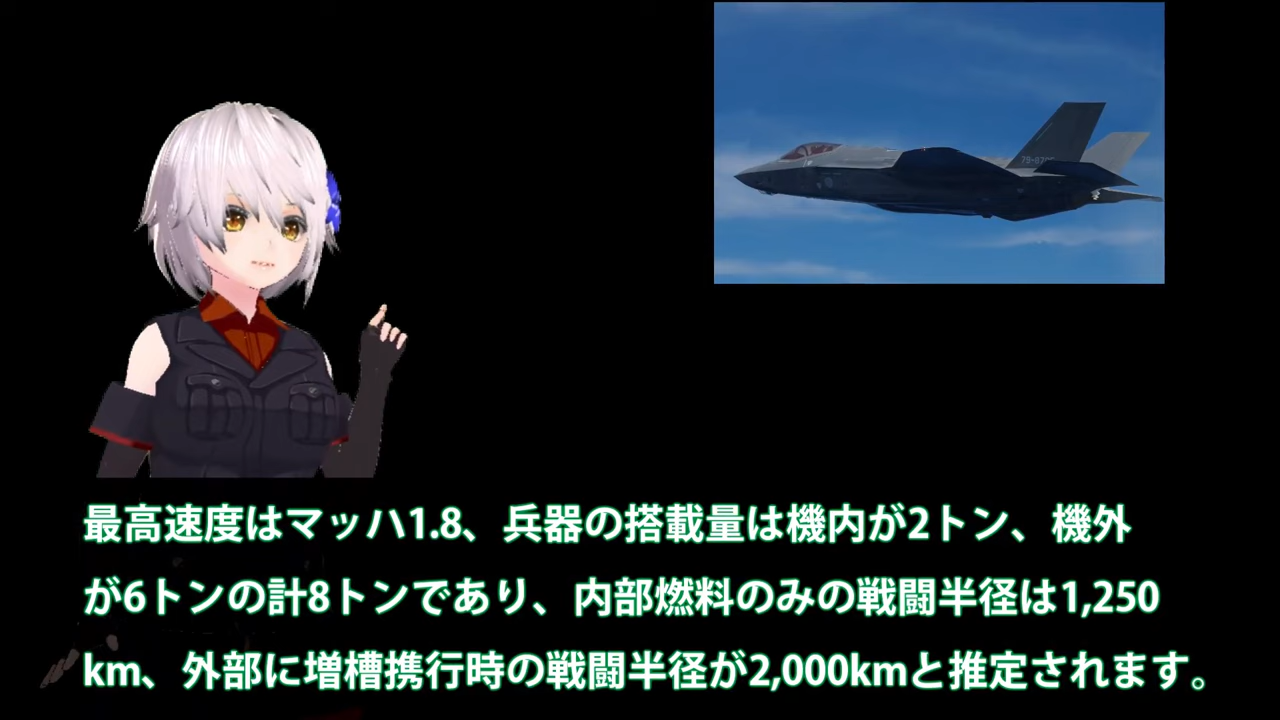 最高速度はマッハ1.8、兵器の搭載量は機内が2トン、機外
が6トンの計8トンであり、内部燃料のみの戦闘半径は1,250
km、外部に増槽携行時の戦闘半径が2,000kmと推定されます。